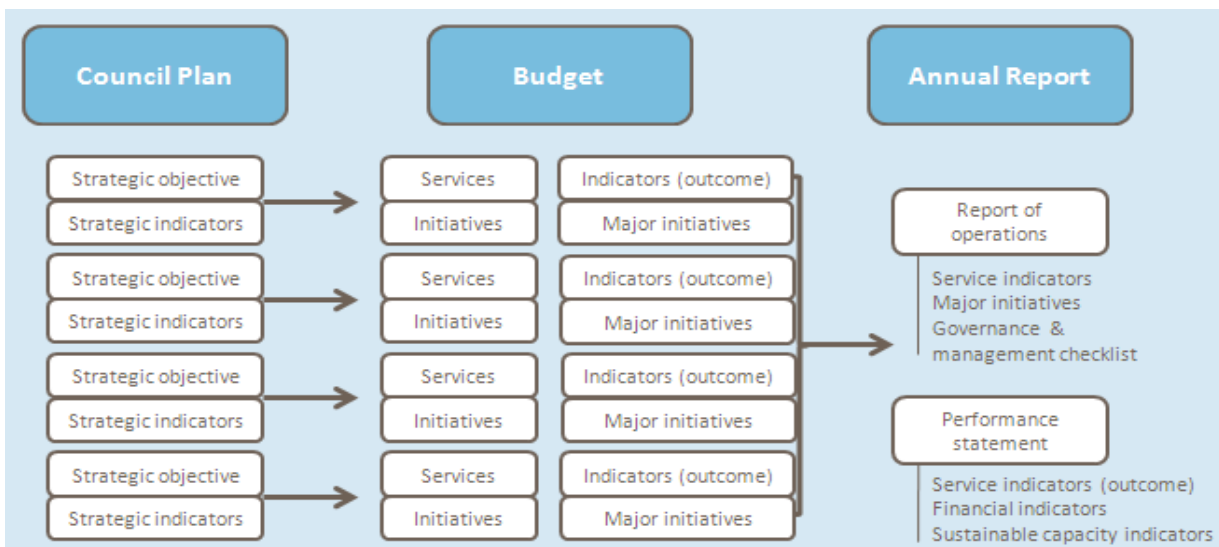 Council Plan
Budget
Annual Report
Strategic objective
Strategic indicators
Strategic objective
Strategic indicators
Strategic objective
Strategic indicators
Strategic objective
Strategic indicators
Services
Initiatives
Services
Initiatives
Services
Initiatives
Services
Initiatives
Indicators (outcome)
Major initiatives
Indicators (outcome)
Major initiatives
Indicators (outcome)
Major initiatives
Indicators (outcome)
Major initiatives
Report of
operations
Service indicators
Major initiatives
Governance &
management checklist
Performance
statement
Service indicators (outcome)
Financial indicators
Sustainable capacity indicators